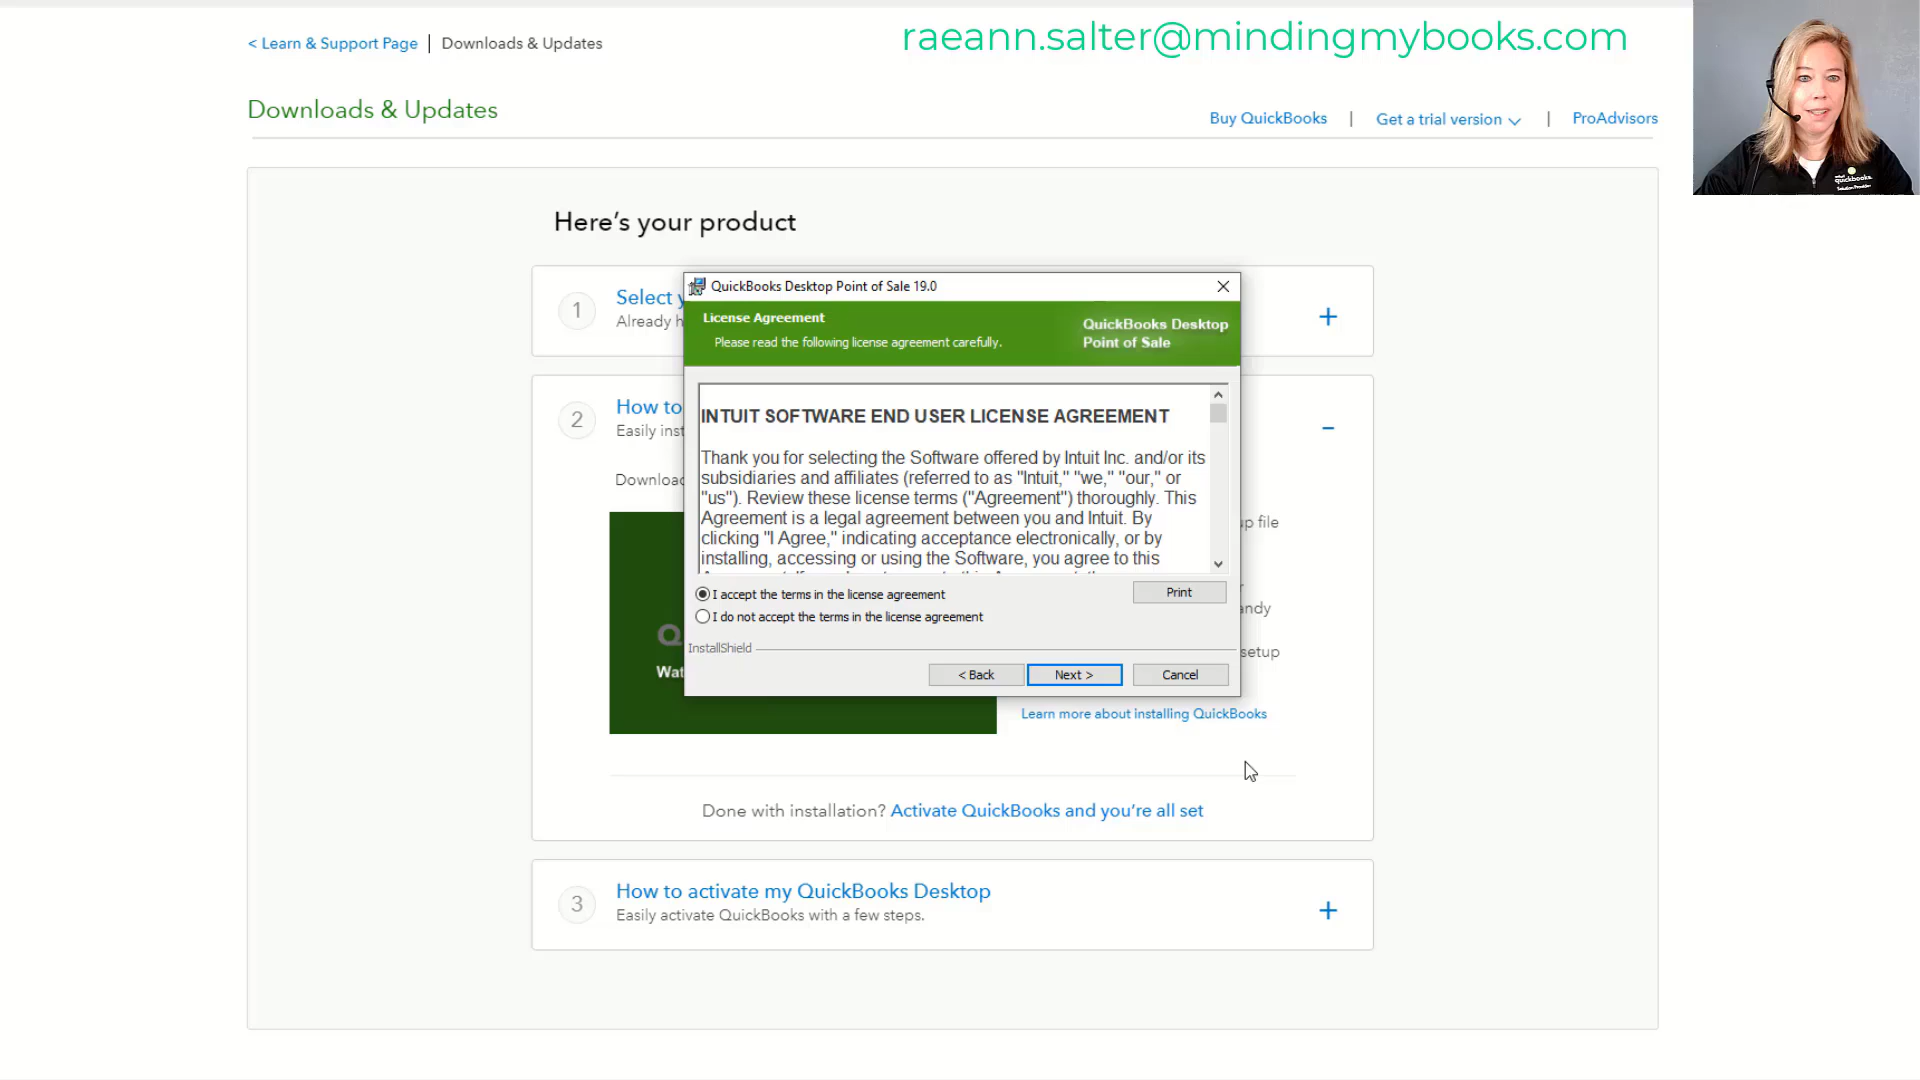 < Learn & Support Page | Downloads & Updates
raeann.salter@mindingmybooks.com
Downloads & Updates
Buy QuickBooks | Get a trial version | ProAdvisors
Here's your product
1
Select
Already h
+
QuickBooks Desktop Point of Sale 19.0
License Agreement
Please read the following license agreement carefully.
QuickBooks Desktop
Point of Sale
INTUIT SOFTWARE END USER LICENSE AGREEMENT
Thank you for selecting the Software offered by Intuit Inc. and/or its
subsidiaries and affiliates (referred to as "Intuit," "we," "our," or
"us"). Review these license terms ("Agreement") thoroughly. This
Agreement is a legal agreement between you and Intuit. By
clicking "I Agree," indicating acceptance electronically, or by
installing, accessing or using the Software, you agree to this
I accept the terms in the license agreement
Print
I do not accept the terms in the license agreement
InstallShield
< Back
Next >
Cancel
2
How to
Easily inst
−
Downloa
up file
andy
setup
Q
Wat
Learn more about installing QuickBooks
Done with installation? Activate QuickBooks and you're all set
3
How to activate my QuickBooks Desktop
Easily activate QuickBooks with a few steps.
+
intuit
quickbooks.
Solution Provider